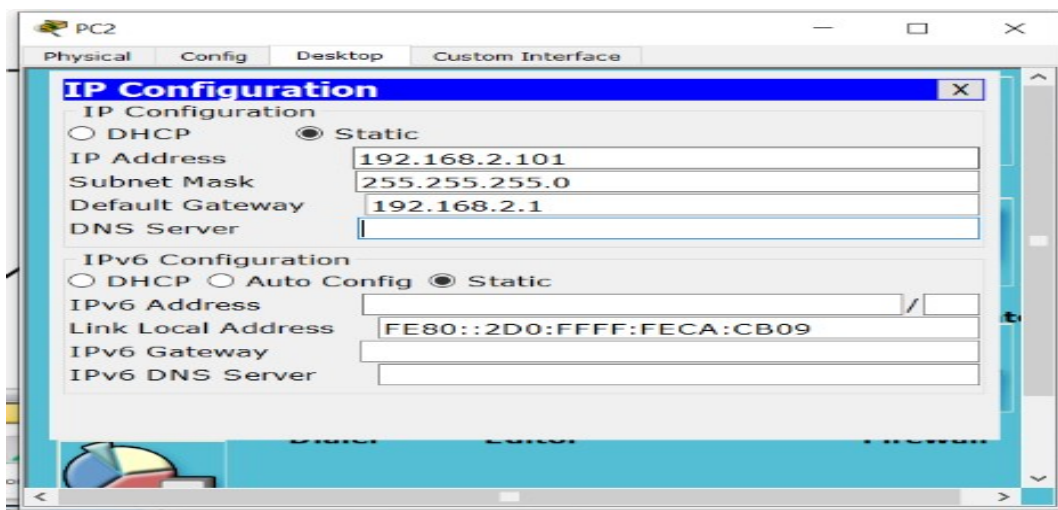 PC2
Physical Config Desktop Custom Interface
IP Configuration X
IP Configuration
DHCP Static
IP Address 192.168.2.101
Subnet Mask 255.255.255.0
Default Gateway 192.168.2.1
DNS Server
IPv6 Configuration
DHCP Auto Config Static
IPv6 Address /
Link Local Address FE80::2D0:FFFF:FECA:CB09
IPv6 Gateway
IPv6 DNS Server
Firewall